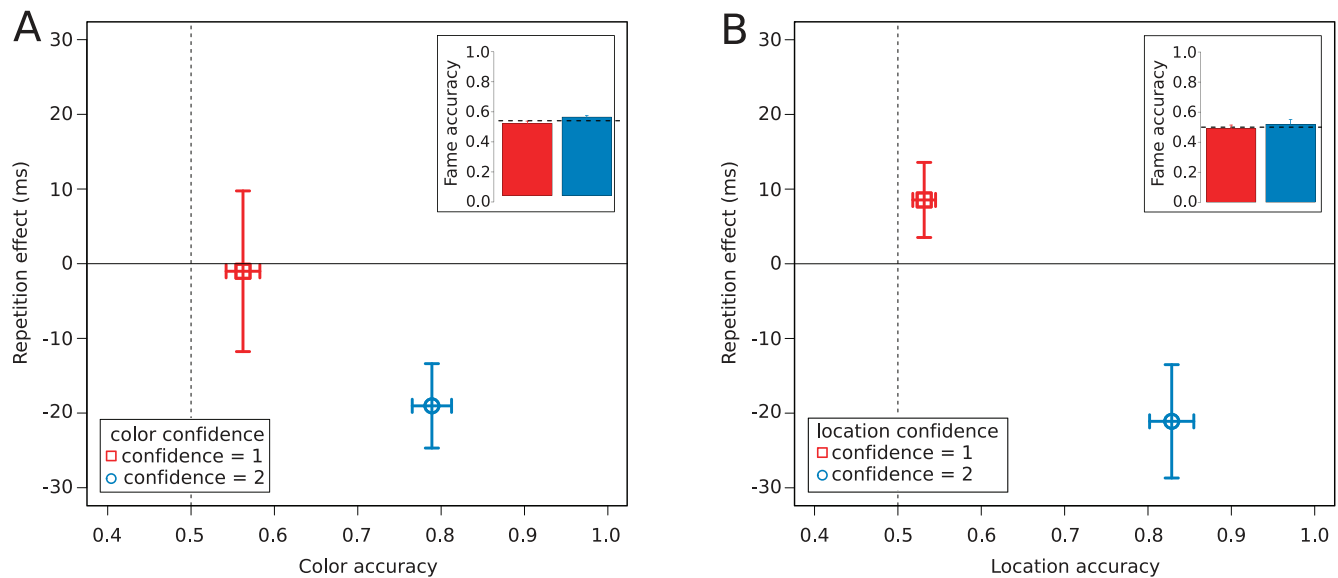 A
30
20
10
0
-10
-20
-30
Repetition effect (ms)
0.4 0.5 0.6 0.7 0.8 0.9 1.0
Color accuracy
color confidence
confidence = 1
confidence = 2
Fame accuracy
1.0
0.8
0.6
0.4
0.2
0.0
B
30
20
10
0
-10
-20
-30
Repetition effect (ms)
0.4 0.5 0.6 0.7 0.8 0.9 1.0
Location accuracy
location confidence
confidence = 1
confidence = 2
Fame accuracy
1.0
0.8
0.6
0.4
0.2
0.0